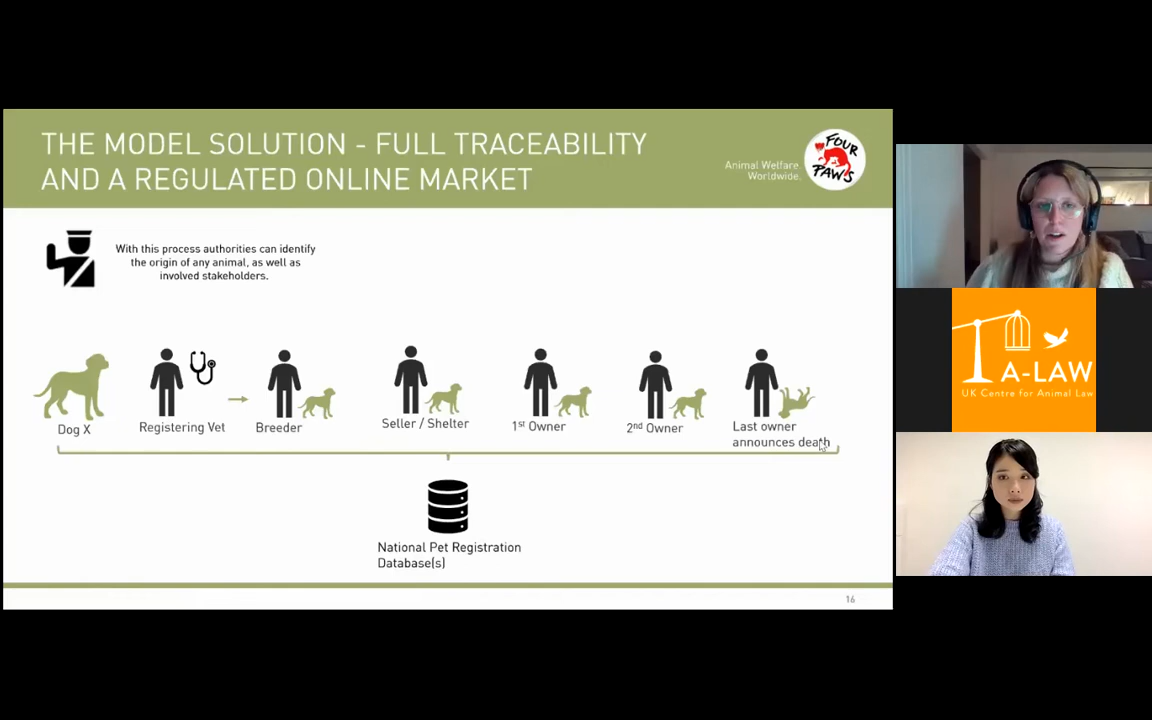 THE MODEL SOLUTION - FULL TRACEABILITY
AND A REGULATED ONLINE MARKET
Animal Welfare
Worldwide.
FOUR
PAWS
With this process authorities can identify
the origin of any animal, as well as
involved stakeholders.
Dog X
Registering Vet
Breeder
Seller / Shelter
1st Owner
2nd Owner
Last owner
announces death
National Pet Registration
Database(s)
16
A-LAW
UK Centre for Animal Law